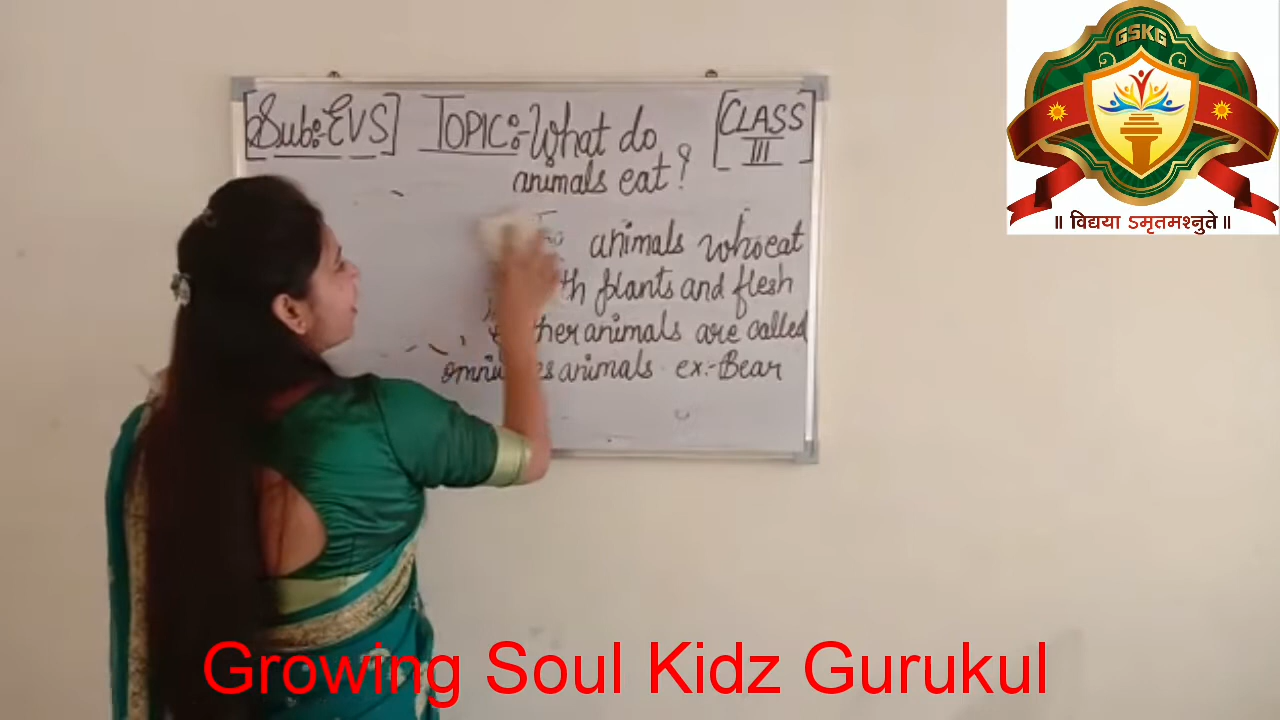 [Sub:-EVS]
TOPIC:-What do
animals eat?
[CLASS
III]
animals who eat
plants and flesh
animals are called
animals ex:- Bear
GSKG
॥ विद्यया ऽमृतमश्नुते ॥
Growing Soul Kidz Gurukul